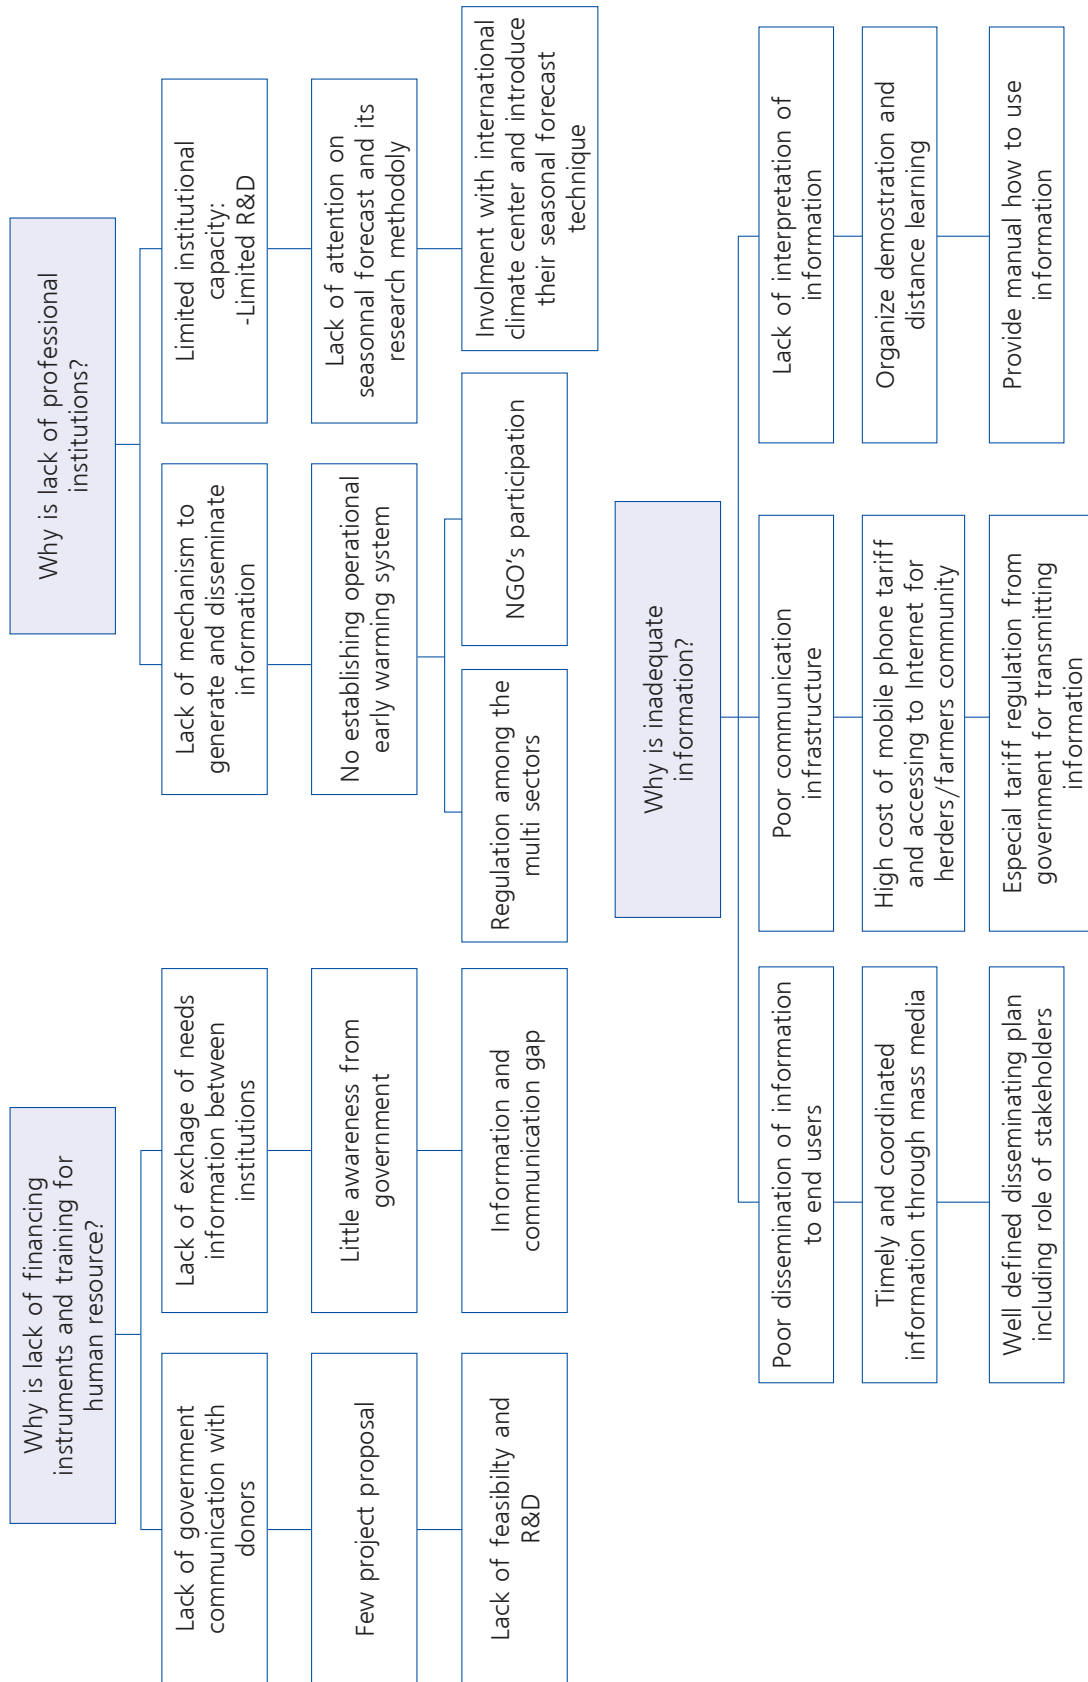 Why is lack of financing
instruments and training for
human resource?
Lack of government
communication with
donors
Few project proposal
Lack of feasibilty and
R&D
Lack of exchage of needs
information between
institutions
Little awareness from
government
Information and
communication gap
Why is lack of professional
institutions?
Lack of mechanism to
generate and disseminate
information
No establishing operational
early warming system
Regulation among the
multi sectors
NGO's participation
Limited institutional
capacity:
-Limited R&D
Lack of attention on
seasonnal forecast and its
research methodoly
Involment with international
climate center and introduce
their seasonal forecast
technique
Why is inadequate
information?
Poor dissemination of information
to end users
Timely and coordinated
information through mass media
Well defined disseminating plan
including role of stakeholders
Poor communication
infrastructure
High cost of mobile phone tariff
and accessing to Internet for
herders/farmers community
Especial tariff regulation from
government for transmitting
information
Lack of interpretation of
information
Organize demostration and
distance learning
Provide manual how to use
information